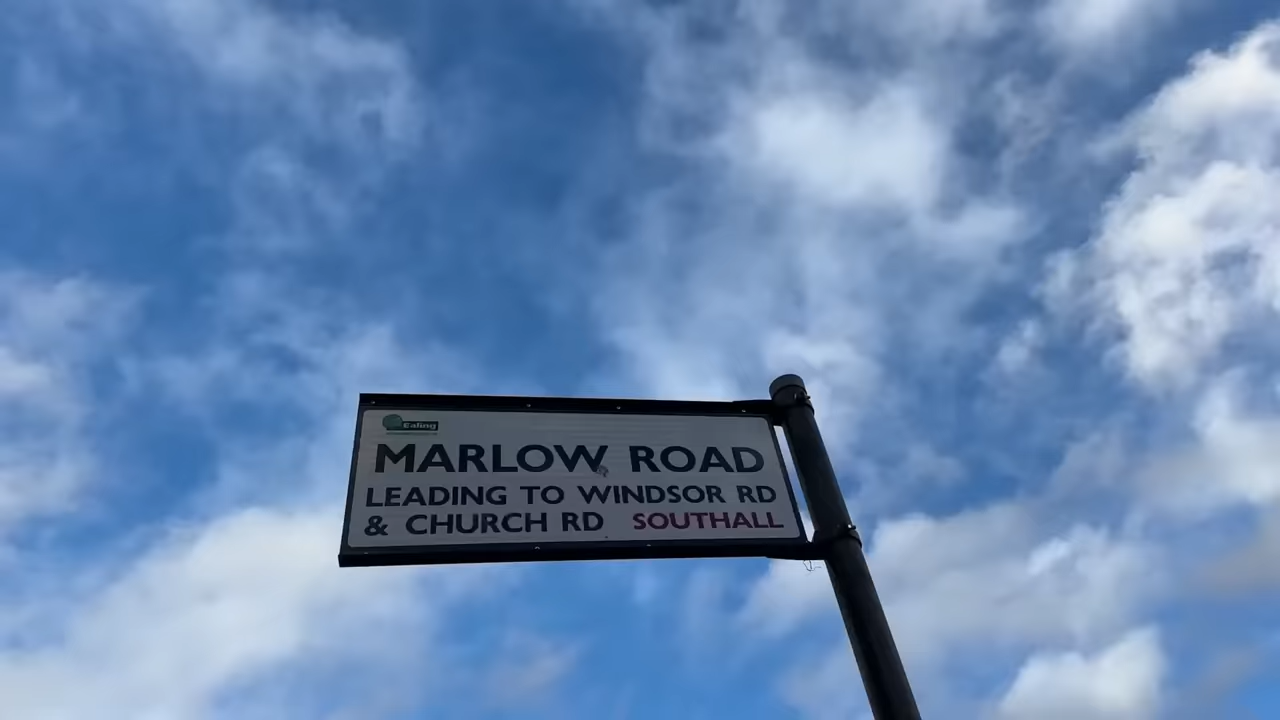 Ealing
MARLOW ROAD
LEADING TO WINDSOR RD
& CHURCH RD SOUTHALL